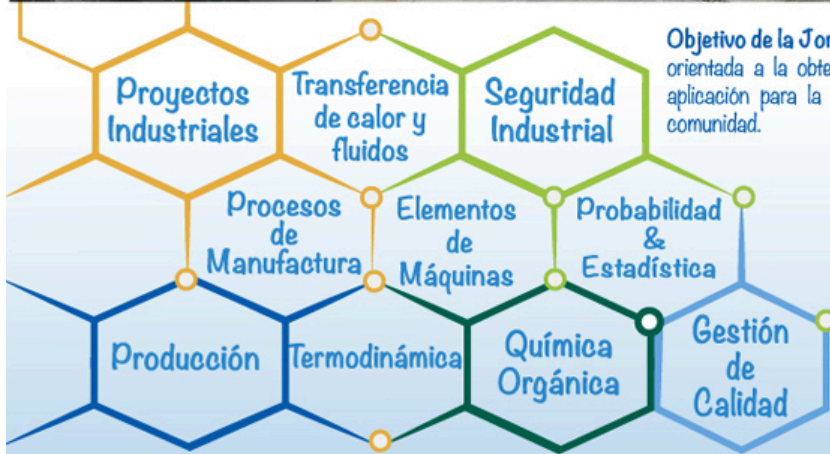 Objetivo de la Jor
orientada a la obte
aplicación para la
comunidad.
Proyectos
Industriales
Transferencia
de calor y
fluidos
Seguridad
Industrial
Procesos
de
Manufactura
Elementos
de
Máquinas
Probabilidad
&
Estadística
Producción
Termodinámica
Química
Orgánica
Gestión
de
Calidad